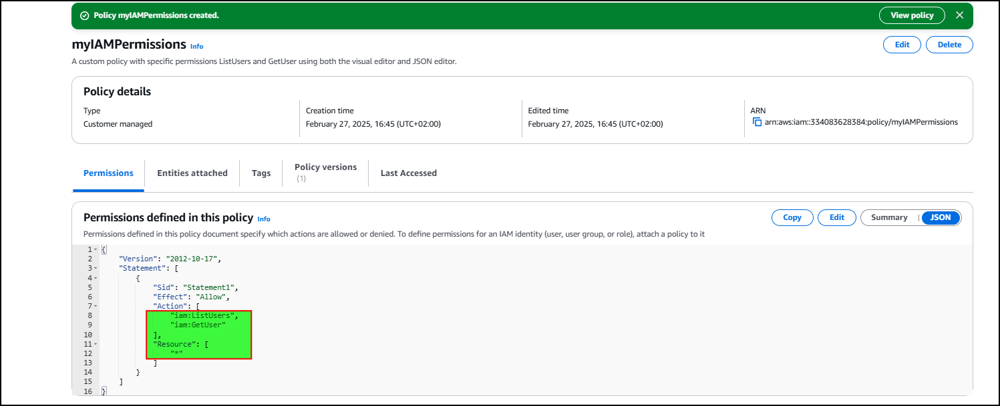 Policy myIAMPermissions created.
View policy
myIAMPermissions Info
Edit
Delete
A custom policy with specific permissions ListUsers and GetUser using both the visual editor and JSON editor.
Policy details
Type
Customer managed
Creation time
February 27, 2025, 16:45 (UTC+02:00)
Edited time
February 27, 2025, 16:45 (UTC+02:00)
ARN
arn:aws:iam::334083628384:policy/myIAMPermissions
Permissions
Entities attached
Tags
Policy versions
(1)
Last Accessed
Permissions defined in this policy Info
Copy
Edit
Summary
JSON
Permissions defined in this policy document specify which actions are allowed or denied. To define permissions for an IAM identity (user, user group, or role), attach a policy to it
1 {
2 "Version": "2012-10-17",
3 "Statement": [
4 {
5 "Sid": "Statement1",
6 "Effect": "Allow",
7 "Action": [
8 "iam:ListUsers",
9 "iam:GetUser"
10 ],
11 "Resource": [
12 "*"
13 ]
14 }
15 ]
16 }